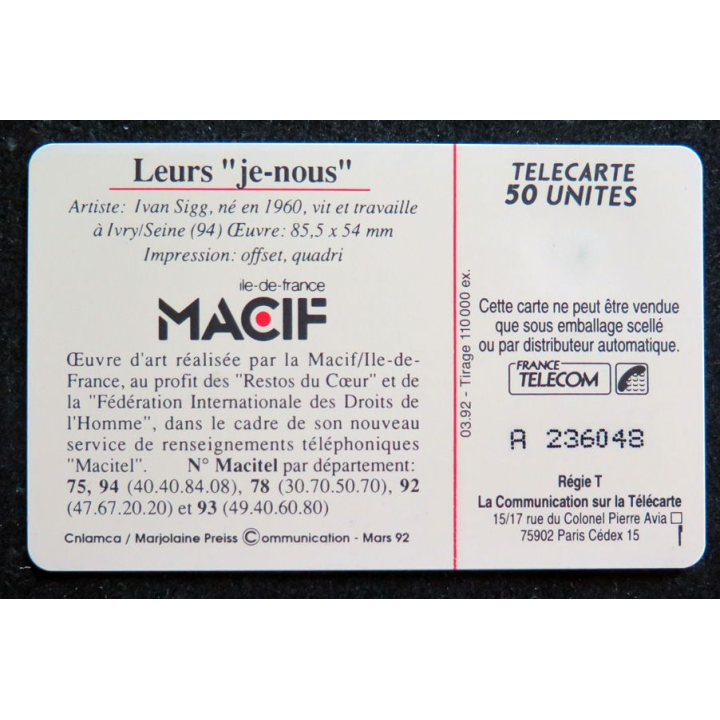 Leurs "je-nous"
Artiste: Ivan Sigg, né en 1960, vit et travaille
à Ivry/Seine (94) Œuvre: 85,5 x 54 mm
Impression: offset, quadri
ile-de-france
MACIF
Œuvre d'art réalisée par la Macif/Ile-de-
France, au profit des "Restos du Cœur" et de
la "Fédération Internationale des Droits de
l'Homme", dans le cadre de son nouveau
service de renseignements téléphoniques
"Macitel". N° Macitel par département:
75, 94 (40.40.84.08), 78 (30.70.50.70), 92
(47.67.20.20) et 93 (49.40.60.80)
Cnlamca / Marjolaine Preiss Communication - Mars 92
03.92 - Tirage 110 000 ex.
TELECARTE
50 UNITES
Cette carte ne peut être vendue
que sous emballage scellé
ou par distributeur automatique.
FRANCE
TELECOM
A 236048
Régie T
La Communication sur la Télécarte
15/17 rue du Colonel Pierre Avia
75902 Paris Cédex 15